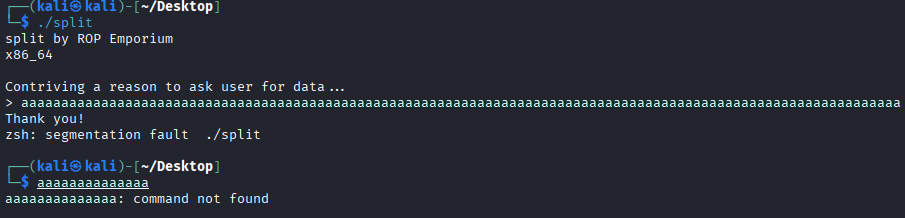 ┌──(kali㉿kali)-[~/Desktop]
└─$ ./split
split by ROP Emporium
x86_64
Contriving a reason to ask user for data...
> aaaaaaaaaaaaaaaaaaaaaaaaaaaaaaaaaaaaaaaaaaaaaaaaaaaaaaaaaaaaaaaaaaaaaaaaaaaaaaaaaaaaaaaaaaaaaaaaaaaaaaaaaaaaaa
Thank you!
zsh: segmentation fault  ./split
┌──(kali㉿kali)-[~/Desktop]
└─$ aaaaaaaaaaaaaa
aaaaaaaaaaaaaa: command not found